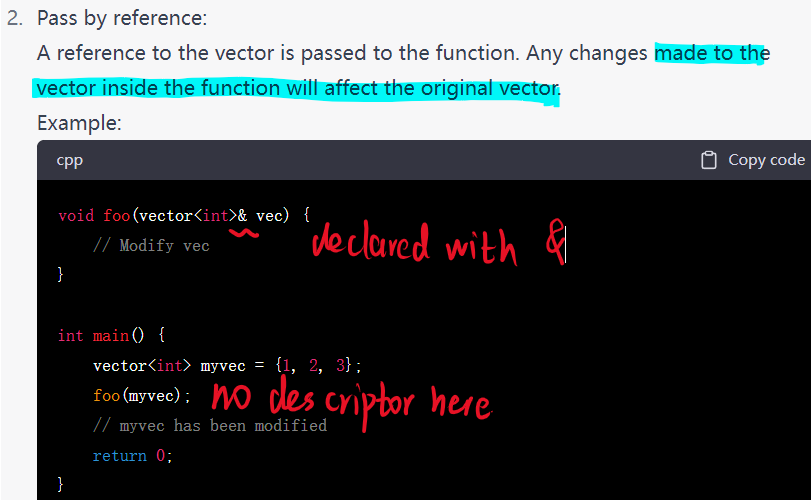 2. Pass by reference:
A reference to the vector is passed to the function. Any changes made to the
vector inside the function will affect the original vector.
Example:
cpp Copy code
void foo(vector<int>& vec) {
declared with &
// Modify vec
}
int main() {
vector<int> myvec = {1, 2, 3};
foo(myvec); no descriptor here
// myvec has been modified
return 0;
}